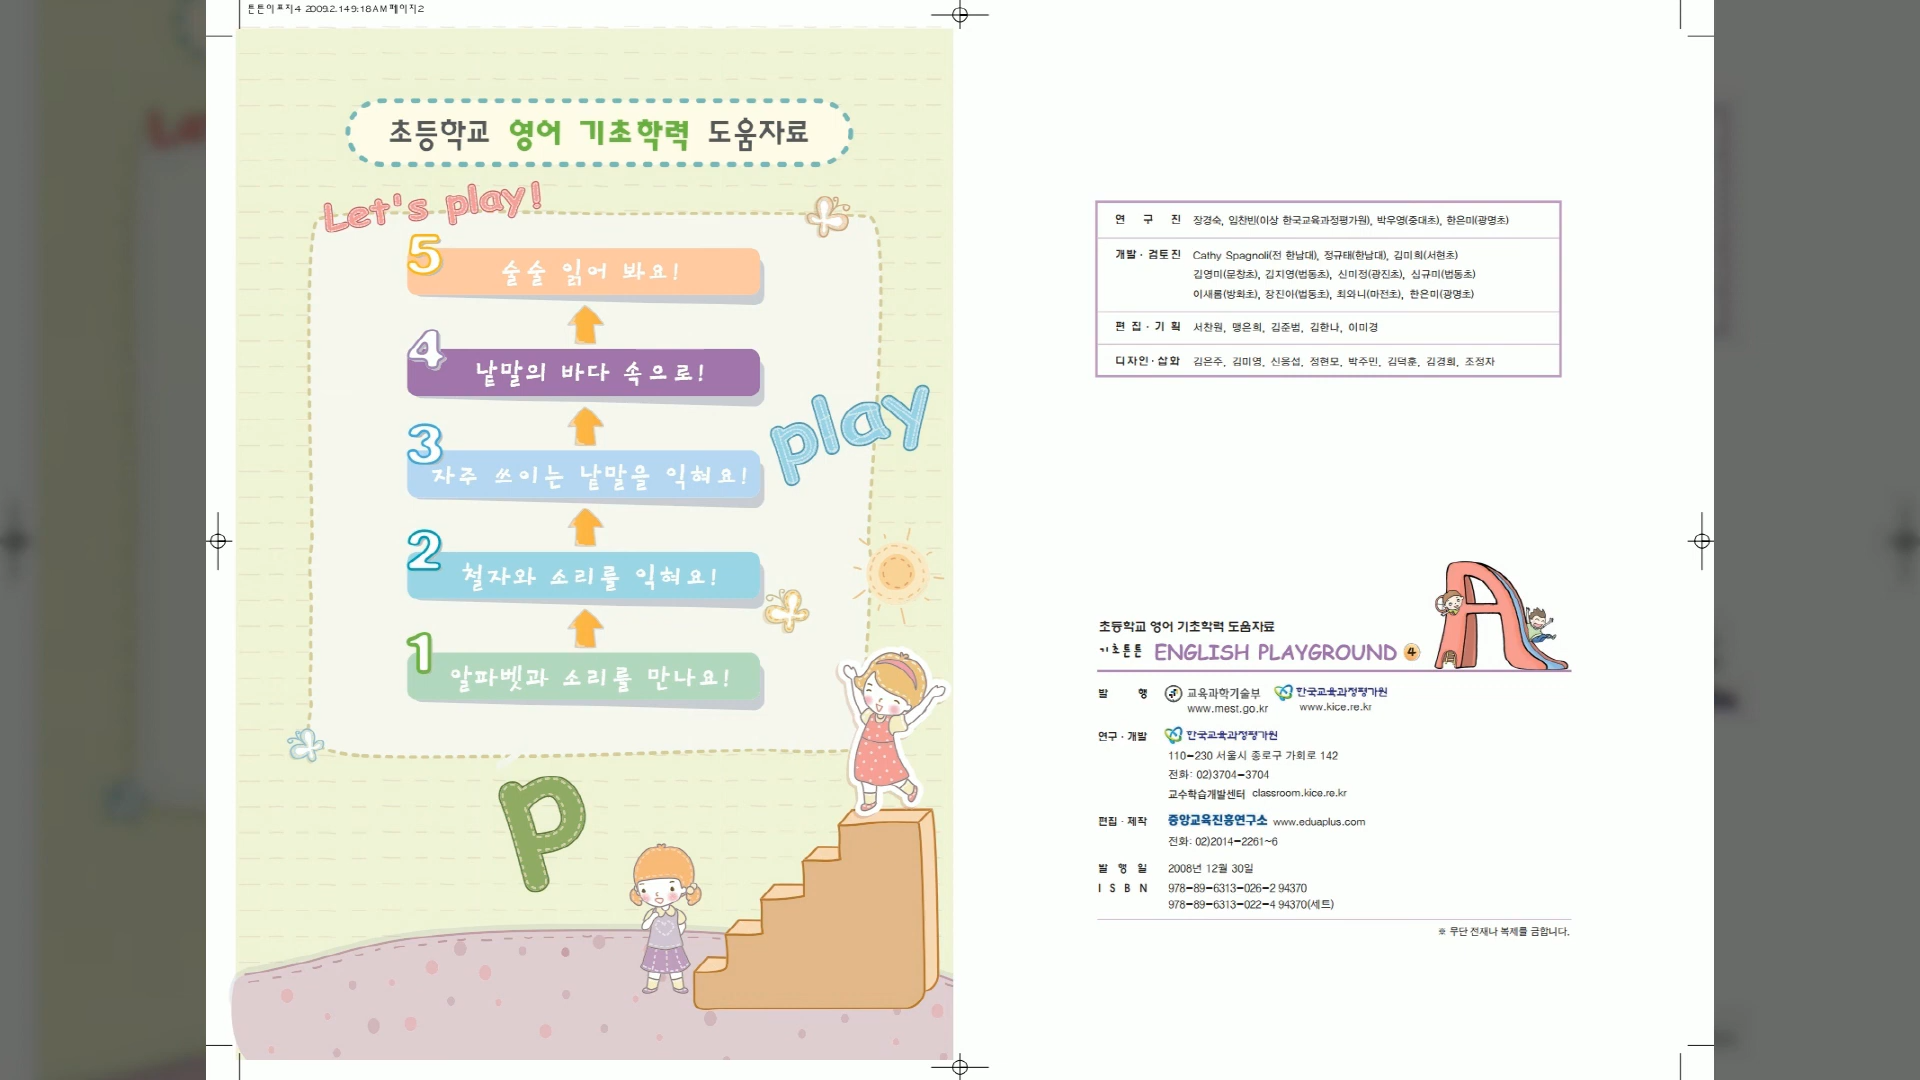 튼튼이표지4 2009.2.14 9:18 AM 페이지2
초등학교 영어 기초학력 도움자료
Let's play!
5
술술 읽어 봐요!
4
낱말의 바다 속으로!
play
3
자주 쓰이는 낱말을 익혀요!
2
철자와 소리를 익혀요!
1
알파벳과 소리를 만나요!
p
연 구 진 장경숙, 임찬빈(이상 한국교육과정평가원), 박우영(중대초), 한은미(광명초)
개발·검토진 Cathy Spagnoli(전 한남대), 정규태(한남대), 김미희(서현초)
김영미(문창초), 김지영(법동초), 신미정(광진초), 심규미(법동초)
이새롬(방화초), 장진아(법동초), 최와니(마전초), 한은미(광명초)
편집·기획 서찬원, 맹은희, 김준범, 김한나, 이미경
디자인·삽화 김은주, 김미영, 신웅섭, 정현모, 박주민, 김덕훈, 김경희, 조정자
A
초등학교 영어 기초학력 도움자료
기초튼튼 ENGLISH PLAYGROUND 4
발 행 교육과학기술부 한국교육과정평가원
www.mest.go.kr www.kice.re.kr
연구·개발 한국교육과정평가원
110-230 서울시 종로구 가회로 142
전화: 02)3704-3704
교수학습개발센터 classroom.kice.re.kr
편집·제작 중앙교육진흥연구소 www.eduaplus.com
전화: 02)2014-2261~6
발 행 일 2008년 12월 30일
I S B N 978-89-6313-026-2 94370
978-89-6313-022-4 94370(세트)
※ 무단 전재나 복제를 금합니다.